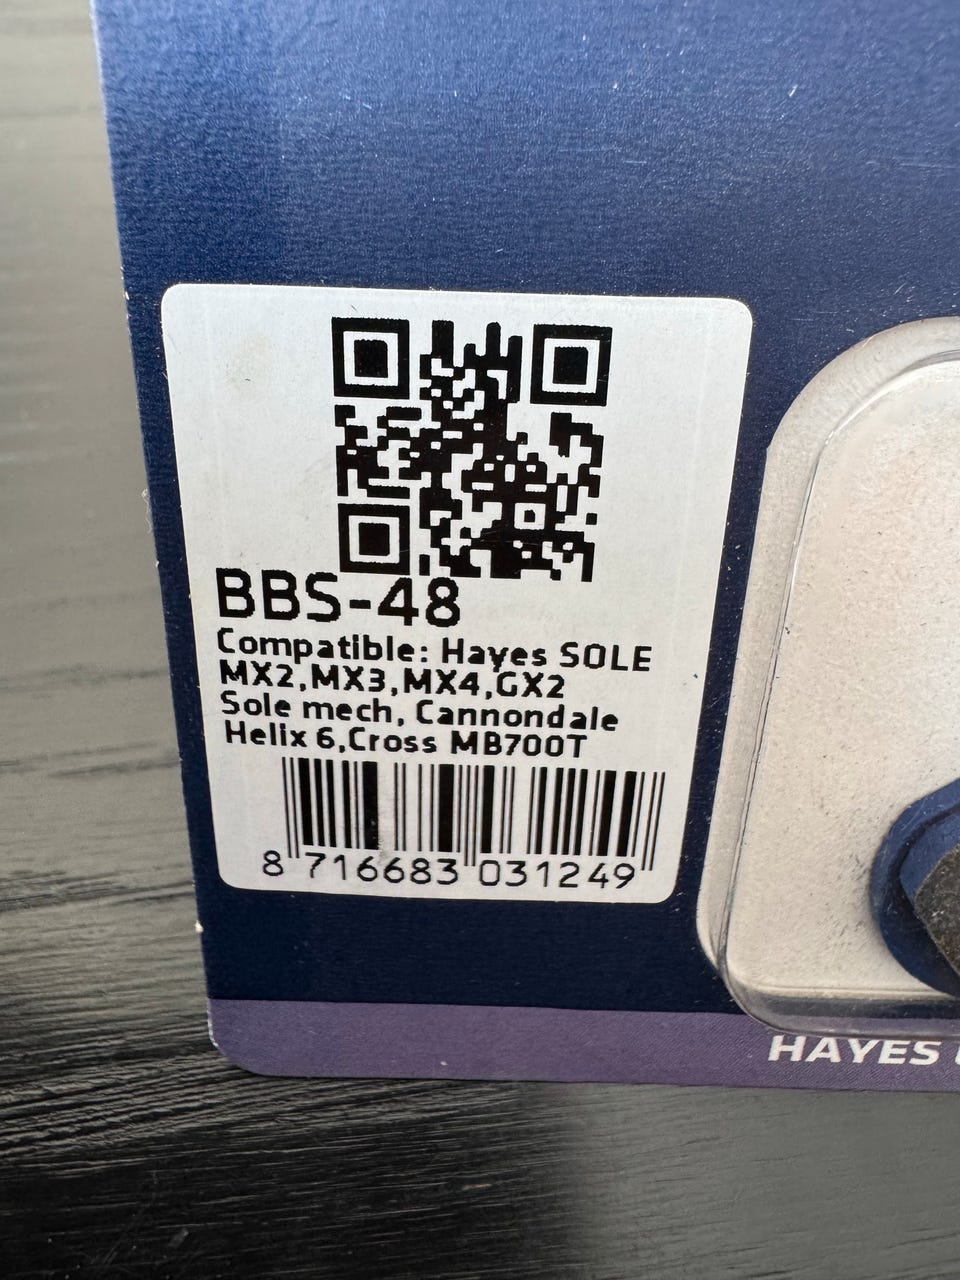 BBS-48
Compatible: Hayes SOLE
MX2,MX3,MX4,GX2
Sole mech, Cannondale
Helix 6,Cross MB700T
8 716683 031249
HAYES